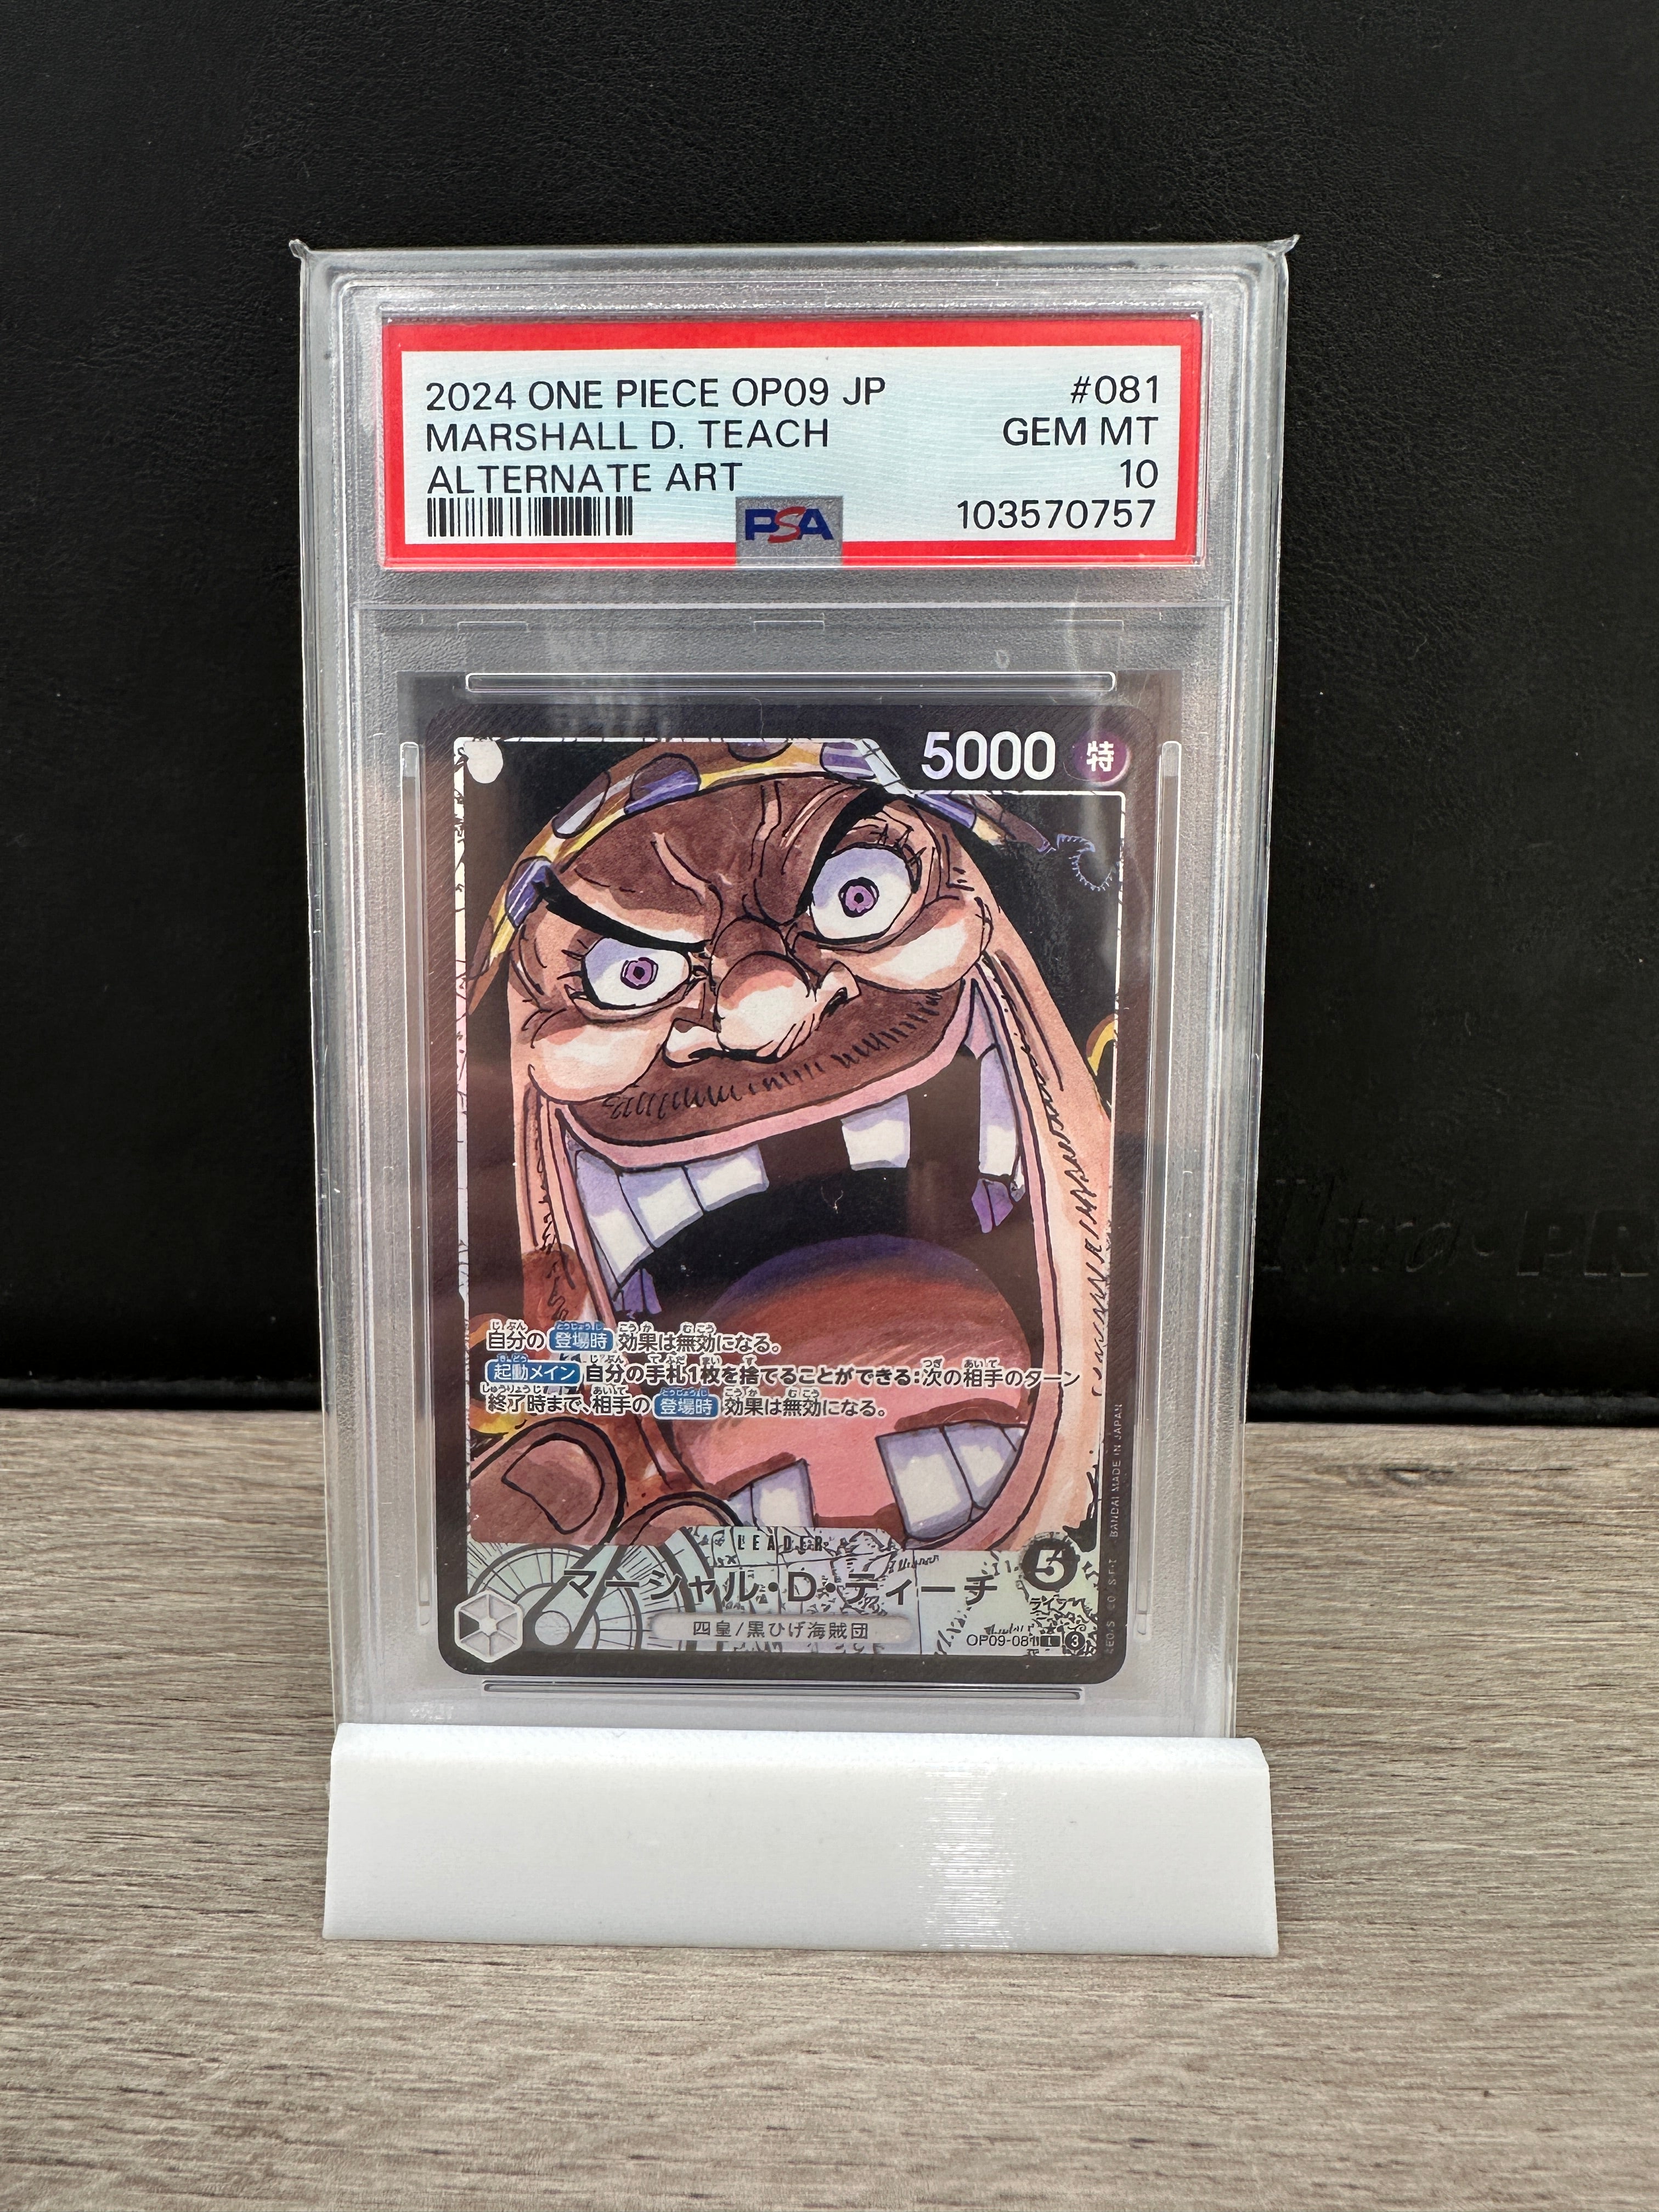 2024 ONE PIECE OP09 JP #081
MARSHALL D. TEACH GEM MT
ALTERNATE ART 10
PSA 103570757
5000 特
自分の 登場時 効果は無効になる。
起動メイン 自分の手札1枚を捨てることができる:次の相手のターン
終了時まで、相手の 登場時 効果は無効になる。
LEADER
マーシャル・D・ティーチ 5
ライフ
四皇/黒ひげ海賊団
OP09-081 L 3
BANDAI MADE IN JAPAN